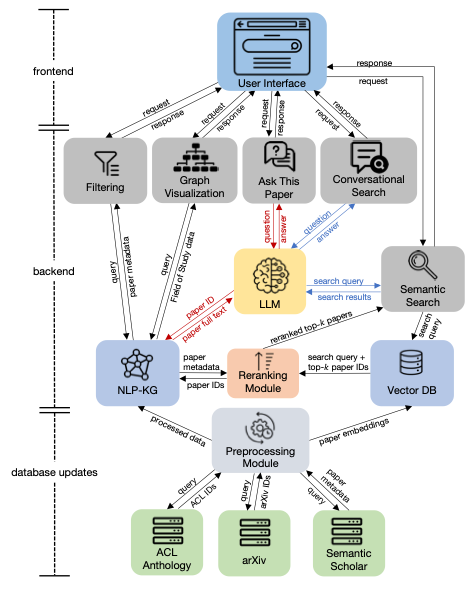 frontend
User Interface
response
request
request
response
request
response
request
response
response
request
backend
Filtering
Graph
Visualization
Ask This
Paper
Conversational
Search
query
paper metadata
query
Field of Study data
question
answer
question
answer
LLM
search query
search results
Semantic
Search
paper ID
paper full text
reranked top-k papers
search
query
NLP-KG
paper
metadata
paper IDs
Reranking
Module
search query +
top-k paper IDs
Vector DB
database updates
processed data
Preprocessing
Module
paper embeddings
query
ACL IDs
query
arXiv IDs
paper
metadata
query
ACL
Anthology
arXiv
Semantic
Scholar